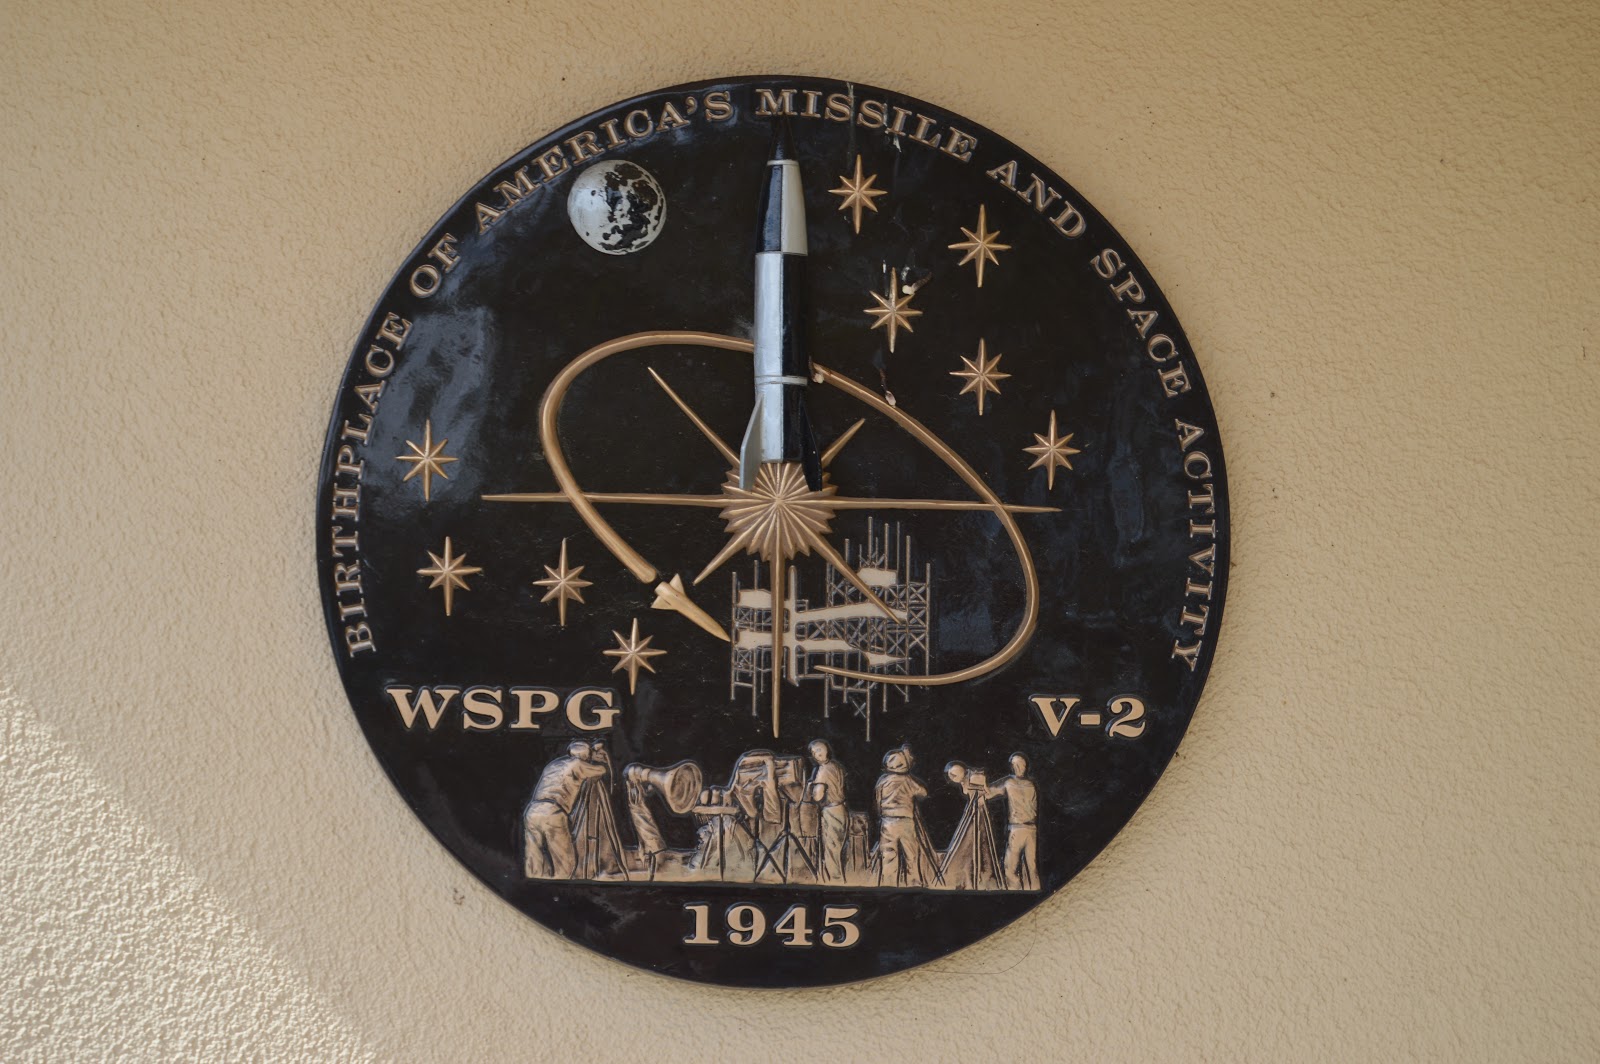 BIRTHPLACE OF AMERICA'S MISSILE AND SPACE ACTIVITY
WSPG
V-2
1945